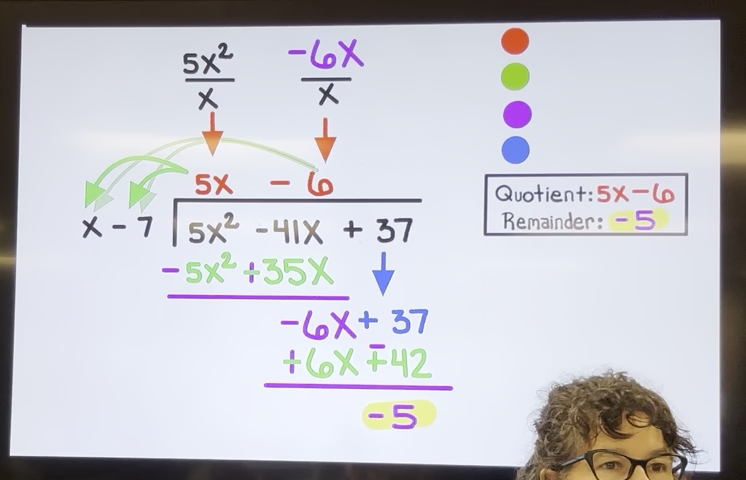 5x² -6x
x x
5x - 6
x - 7 5x² -41x + 37
-5x² +35x
-6x + 37
+6x -42
-5
Quotient: 5x-6
Remainder: -5